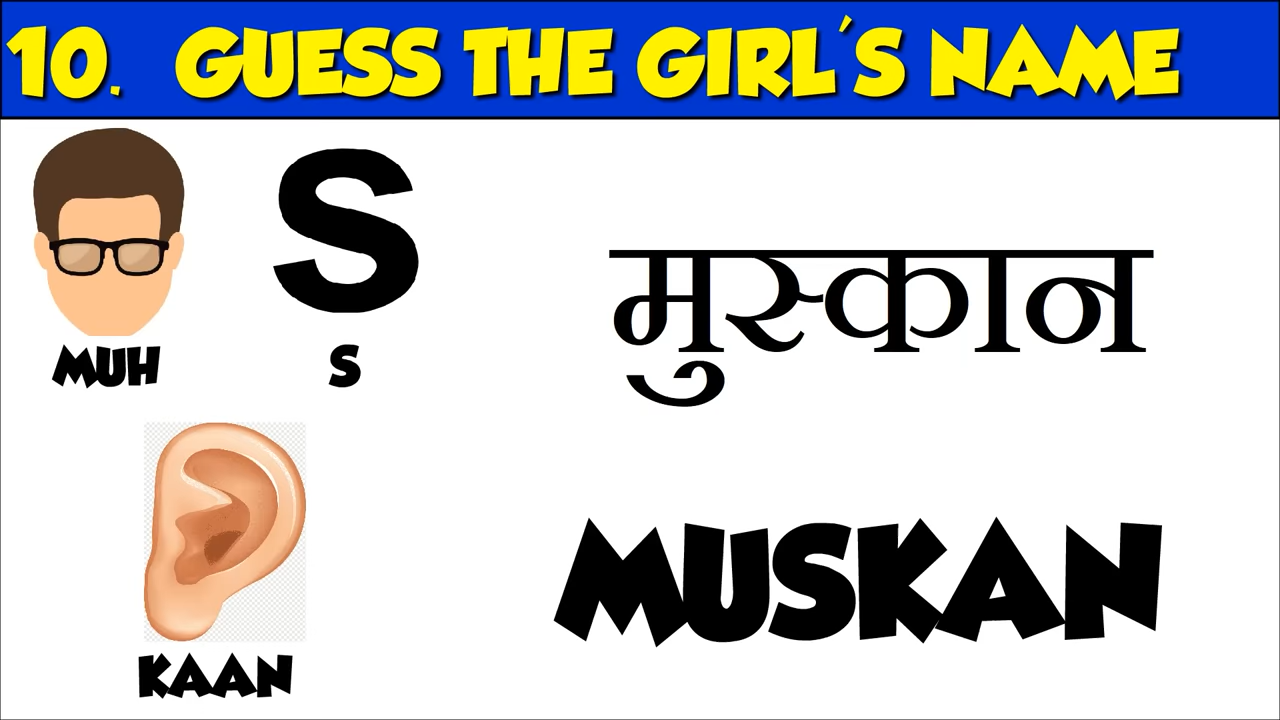 10. GUESS THE GIRL'S NAME
S
MUH S
मुस्कान
KAAN
MUSKAN